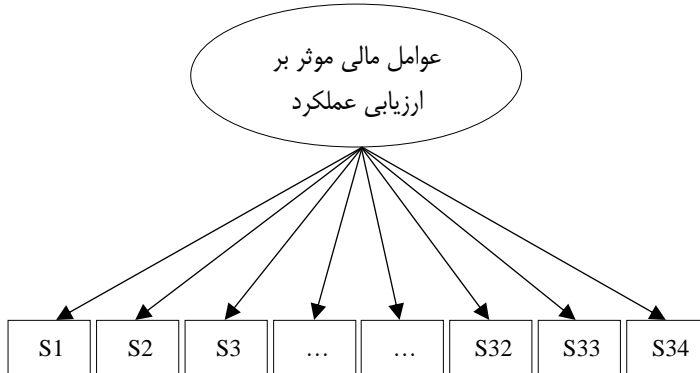 عوامل مالی موثر بر
ارزیابی عملکرد
S1 S2 S3 … … S32 S33 S34